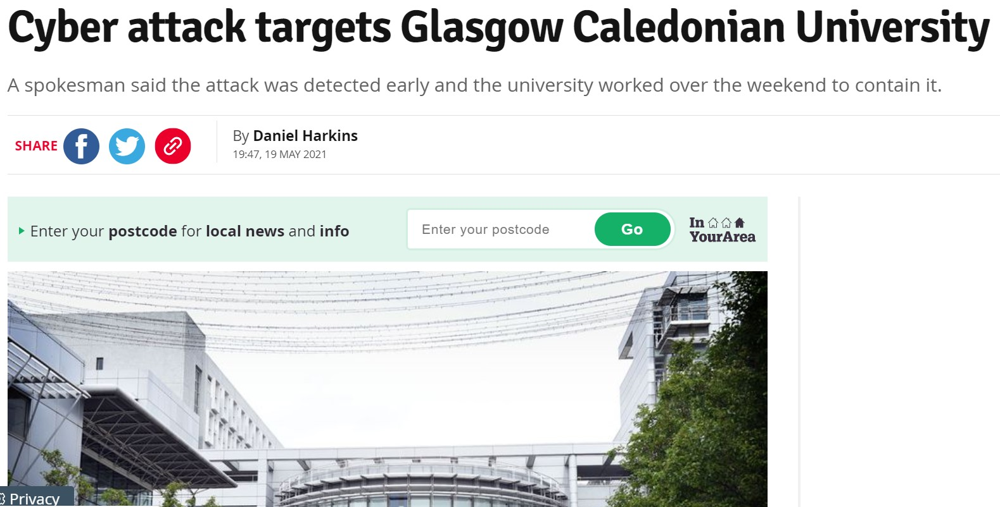 Cyber attack targets Glasgow Caledonian University
A spokesman said the attack was detected early and the university worked over the weekend to contain it.
SHARE
By Daniel Harkins
19:47, 19 MAY 2021
Enter your postcode for local news and info
Enter your postcode
Go
In
YourArea
Privacy